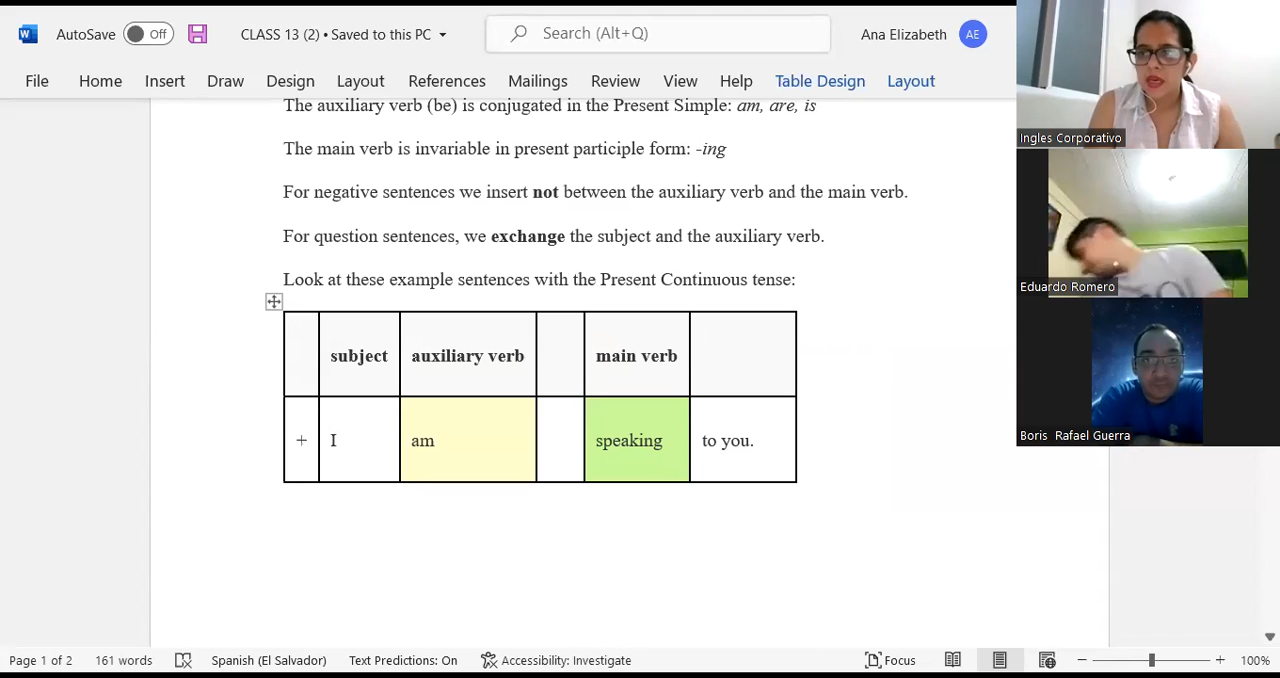 AutoSave Off CLASS 13 (2) • Saved to this PC Search (Alt+Q) Ana Elizabeth AE
File Home Insert Draw Design Layout References Mailings Review View Help Table Design Layout
The auxiliary verb (be) is conjugated in the Present Simple: am, are, is
The main verb is invariable in present participle form: -ing
For negative sentences we insert not between the auxiliary verb and the main verb.
For question sentences, we exchange the subject and the auxiliary verb.
Look at these example sentences with the Present Continuous tense:
subject auxiliary verb main verb
+ I am speaking to you.
Ingles Corporativo
Eduardo Romero
Boris Rafael Guerra
Page 1 of 2 161 words Spanish (El Salvador) Text Predictions: On Accessibility: Investigate Focus 100%